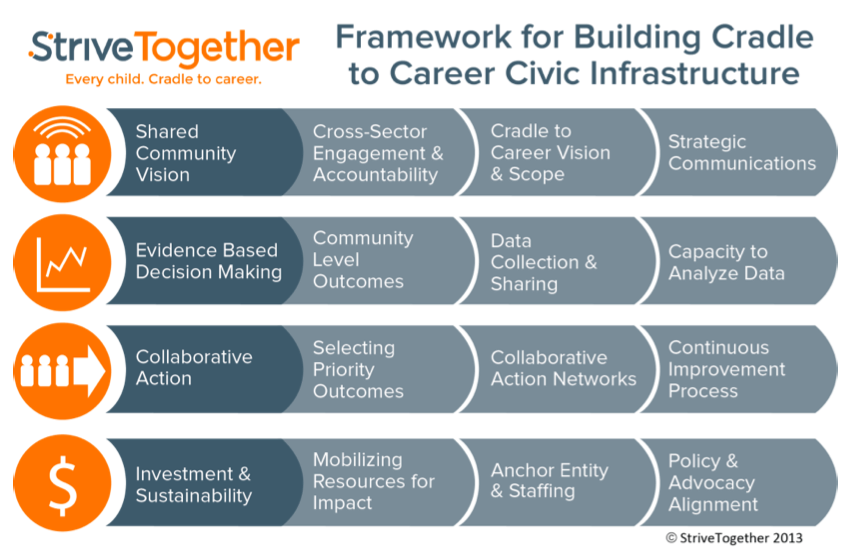 StriveTogether
Every child. Cradle to career.
Framework for Building Cradle
to Career Civic Infrastructure
Shared
Community
Vision
Cross-Sector
Engagement &
Accountability
Cradle to
Career Vision
& Scope
Strategic
Communications
Evidence Based
Decision Making
Community
Level
Outcomes
Data
Collection &
Sharing
Capacity to
Analyze Data
Collaborative
Action
Selecting
Priority
Outcomes
Collaborative
Action Networks
Continuous
Improvement
Process
$
Investment &
Sustainability
Mobilizing
Resources for
Impact
Anchor Entity
& Staffing
Policy &
Advocacy
Alignment
© StriveTogether 2013